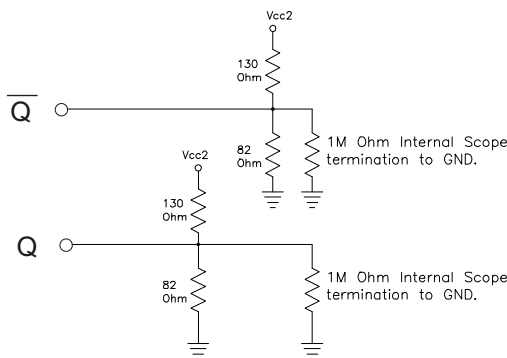 Vcc2
130
Ohm
Q
82
Ohm
1M Ohm Internal Scope
termination to GND.
Vcc2
130
Ohm
Q
82
Ohm
1M Ohm Internal Scope
termination to GND.